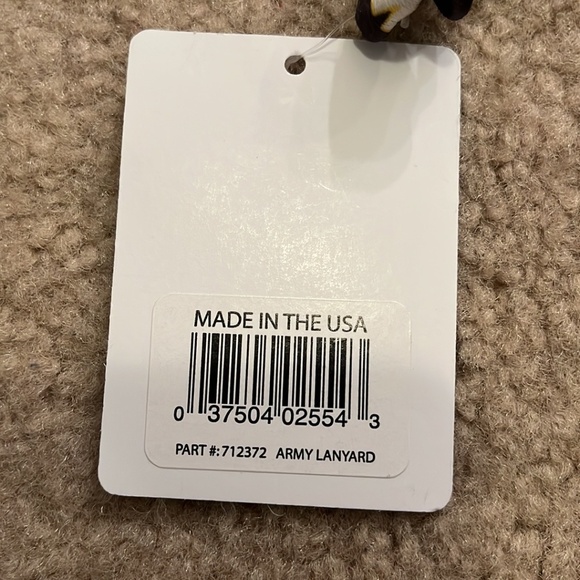 MADE IN THE USA
0 37504 02554 3
PART #: 712372 ARMY LANYARD